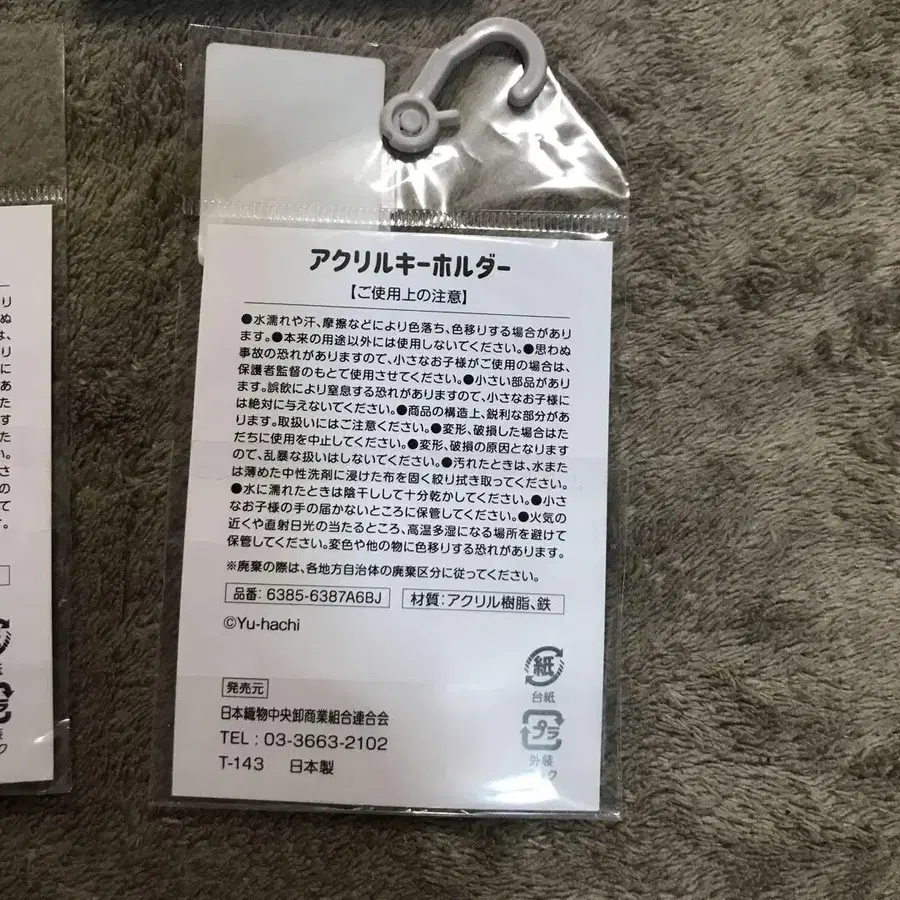 アクリルキーホルダー
【ご使用上の注意】
●水濡れや汗、摩擦などにより色落ち、色移りする場合があり
ます。●本来の用途以外には使用しないでください。●思わぬ
事故の恐れがありますので、小さなお子様がご使用の場合は、
保護者監督のもとで使用させてください。●小さい部品があり
ます。誤飲により窒息する恐れがありますので、小さなお子様に
は絶対に与えないでください。●商品の構造上、鋭利な部分があ
ります。取扱いにはご注意ください。●変形、破損した場合はた
だちに使用を中止してください。●変形、破損の原因となります
ので、乱暴な扱いはしないでください。●汚れたときは、水また
は薄めた中性洗剤に浸けた布を固く絞り拭き取ってください。
●水に濡れたときは陰干しして十分乾かしてください。●小さ
なお子様の手の届かないところに保管してください。●火気の
近くや直射日光の当たるところ、高温多湿になる場所を避けて
保管してください。変色や他の物に色移りする恐れがあります。
※廃棄の際は、各地方自治体の廃棄区分に従ってください。
品番: 6385-6387A6BJ 材質:アクリル樹脂、鉄
©Yu-hachi
紙
台紙
プラ
外装
発売元
日本織物中央卸商業組合連合会
TEL : 03-3663-2102
T-143 日本製